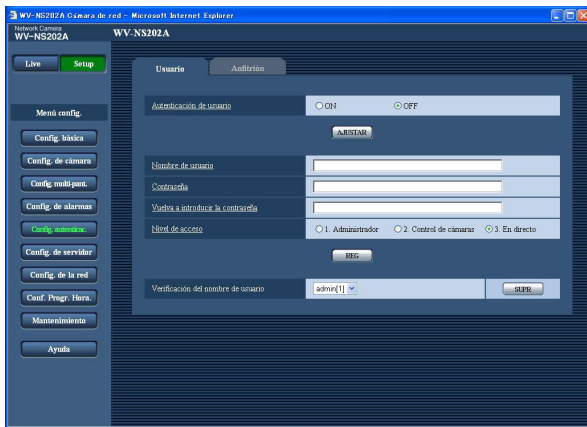 WV-NS202A Cámara de red - Microsoft Internet Explorer
Network Camera
WV-NS202A
WV-NS202A
Live
Setup
Usuario
Anfitrión
Menú config.
Config. básica
Config. de cámara
Config. multi-pant.
Config. de alarmas
Config. autenticac.
Config. de servidor
Config. de la red
Conf. Progr. Hora.
Mantenimiento
Ayuda
Autenticación de usuario
ON
OFF
AJUSTAR
Nombre de usuario
Contraseña
Vuelva a introducir la contraseña
Nivel de acceso
1. Administrador
2. Control de cámaras
3. En directo
REG
Verificación del nombre de usuario
admin[1]
SUPR